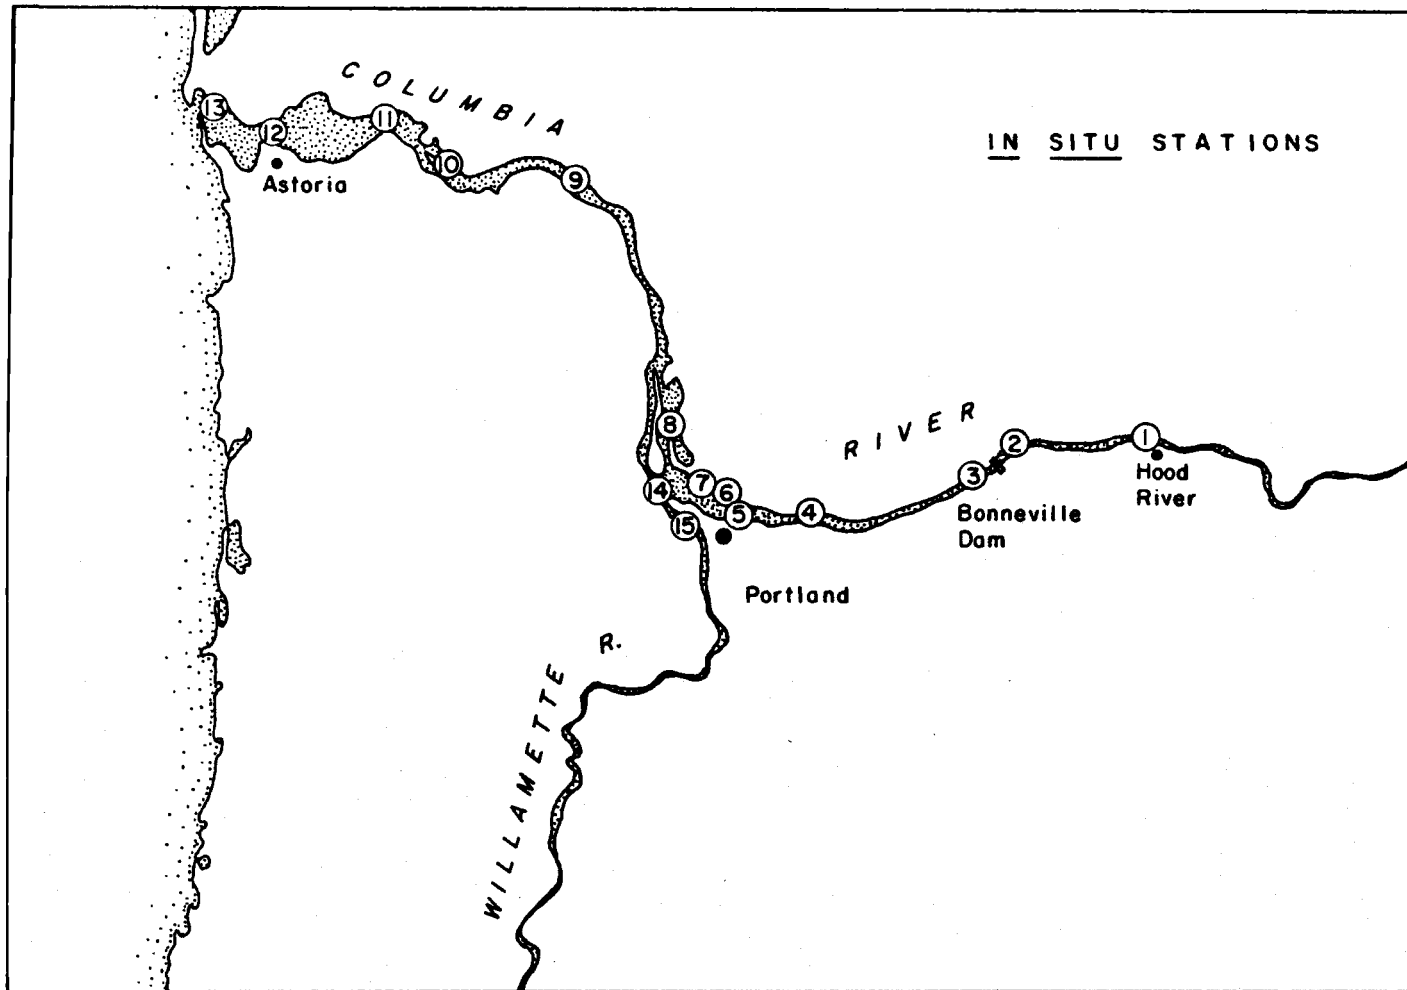 COLUMBIA
13
12
11
10
9
Astoria
IN SITU STATIONS
RIVER
8
7
6
5
4
3
2
1
14
15
Hood
River
Bonneville
Dam
Portland
WILLAMETTE R.